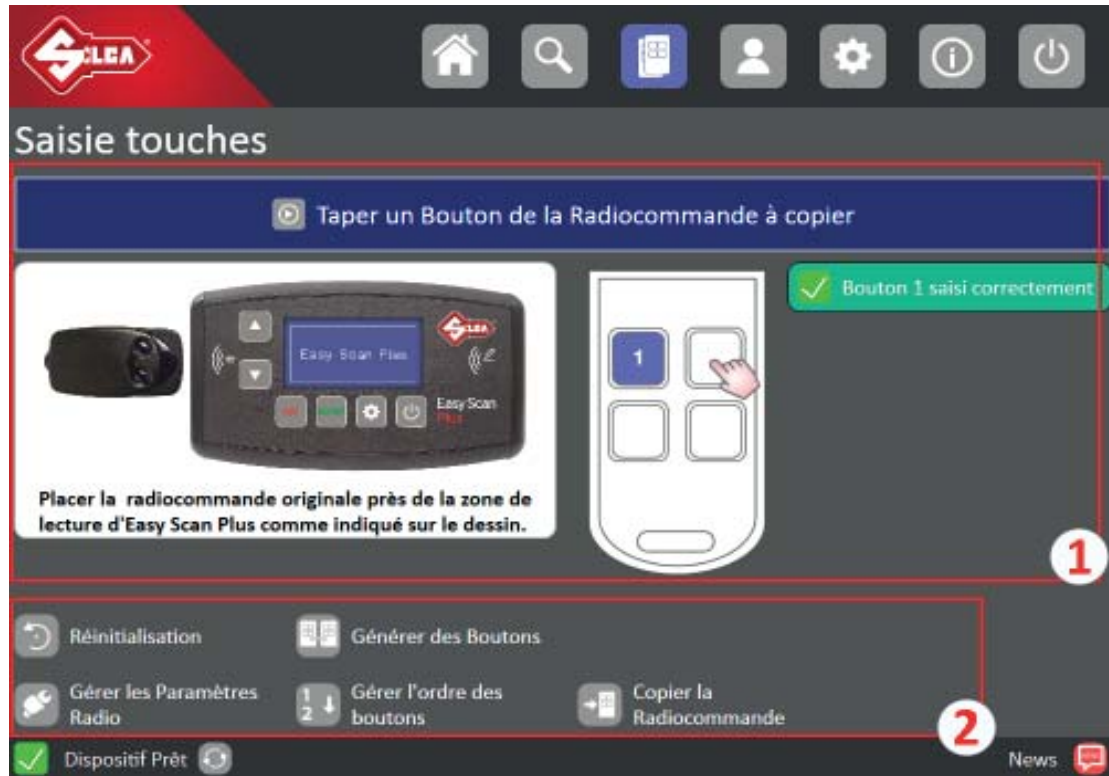 SILCA
Saisie touches
Taper un Bouton de la Radiocommande à copier
Bouton 1 saisi correctement
SILCA
Easy Scan Plus
Easy Scan
Plus
1
Placer la radiocommande originale près de la zone de
lecture d'Easy Scan Plus comme indiqué sur le dessin.
1
Réinitialisation
Générer des Boutons
Gérer les Paramètres
Radio
1
2
Gérer l'ordre des
boutons
Copier la
Radiocommande
2
Dispositif Prêt
News